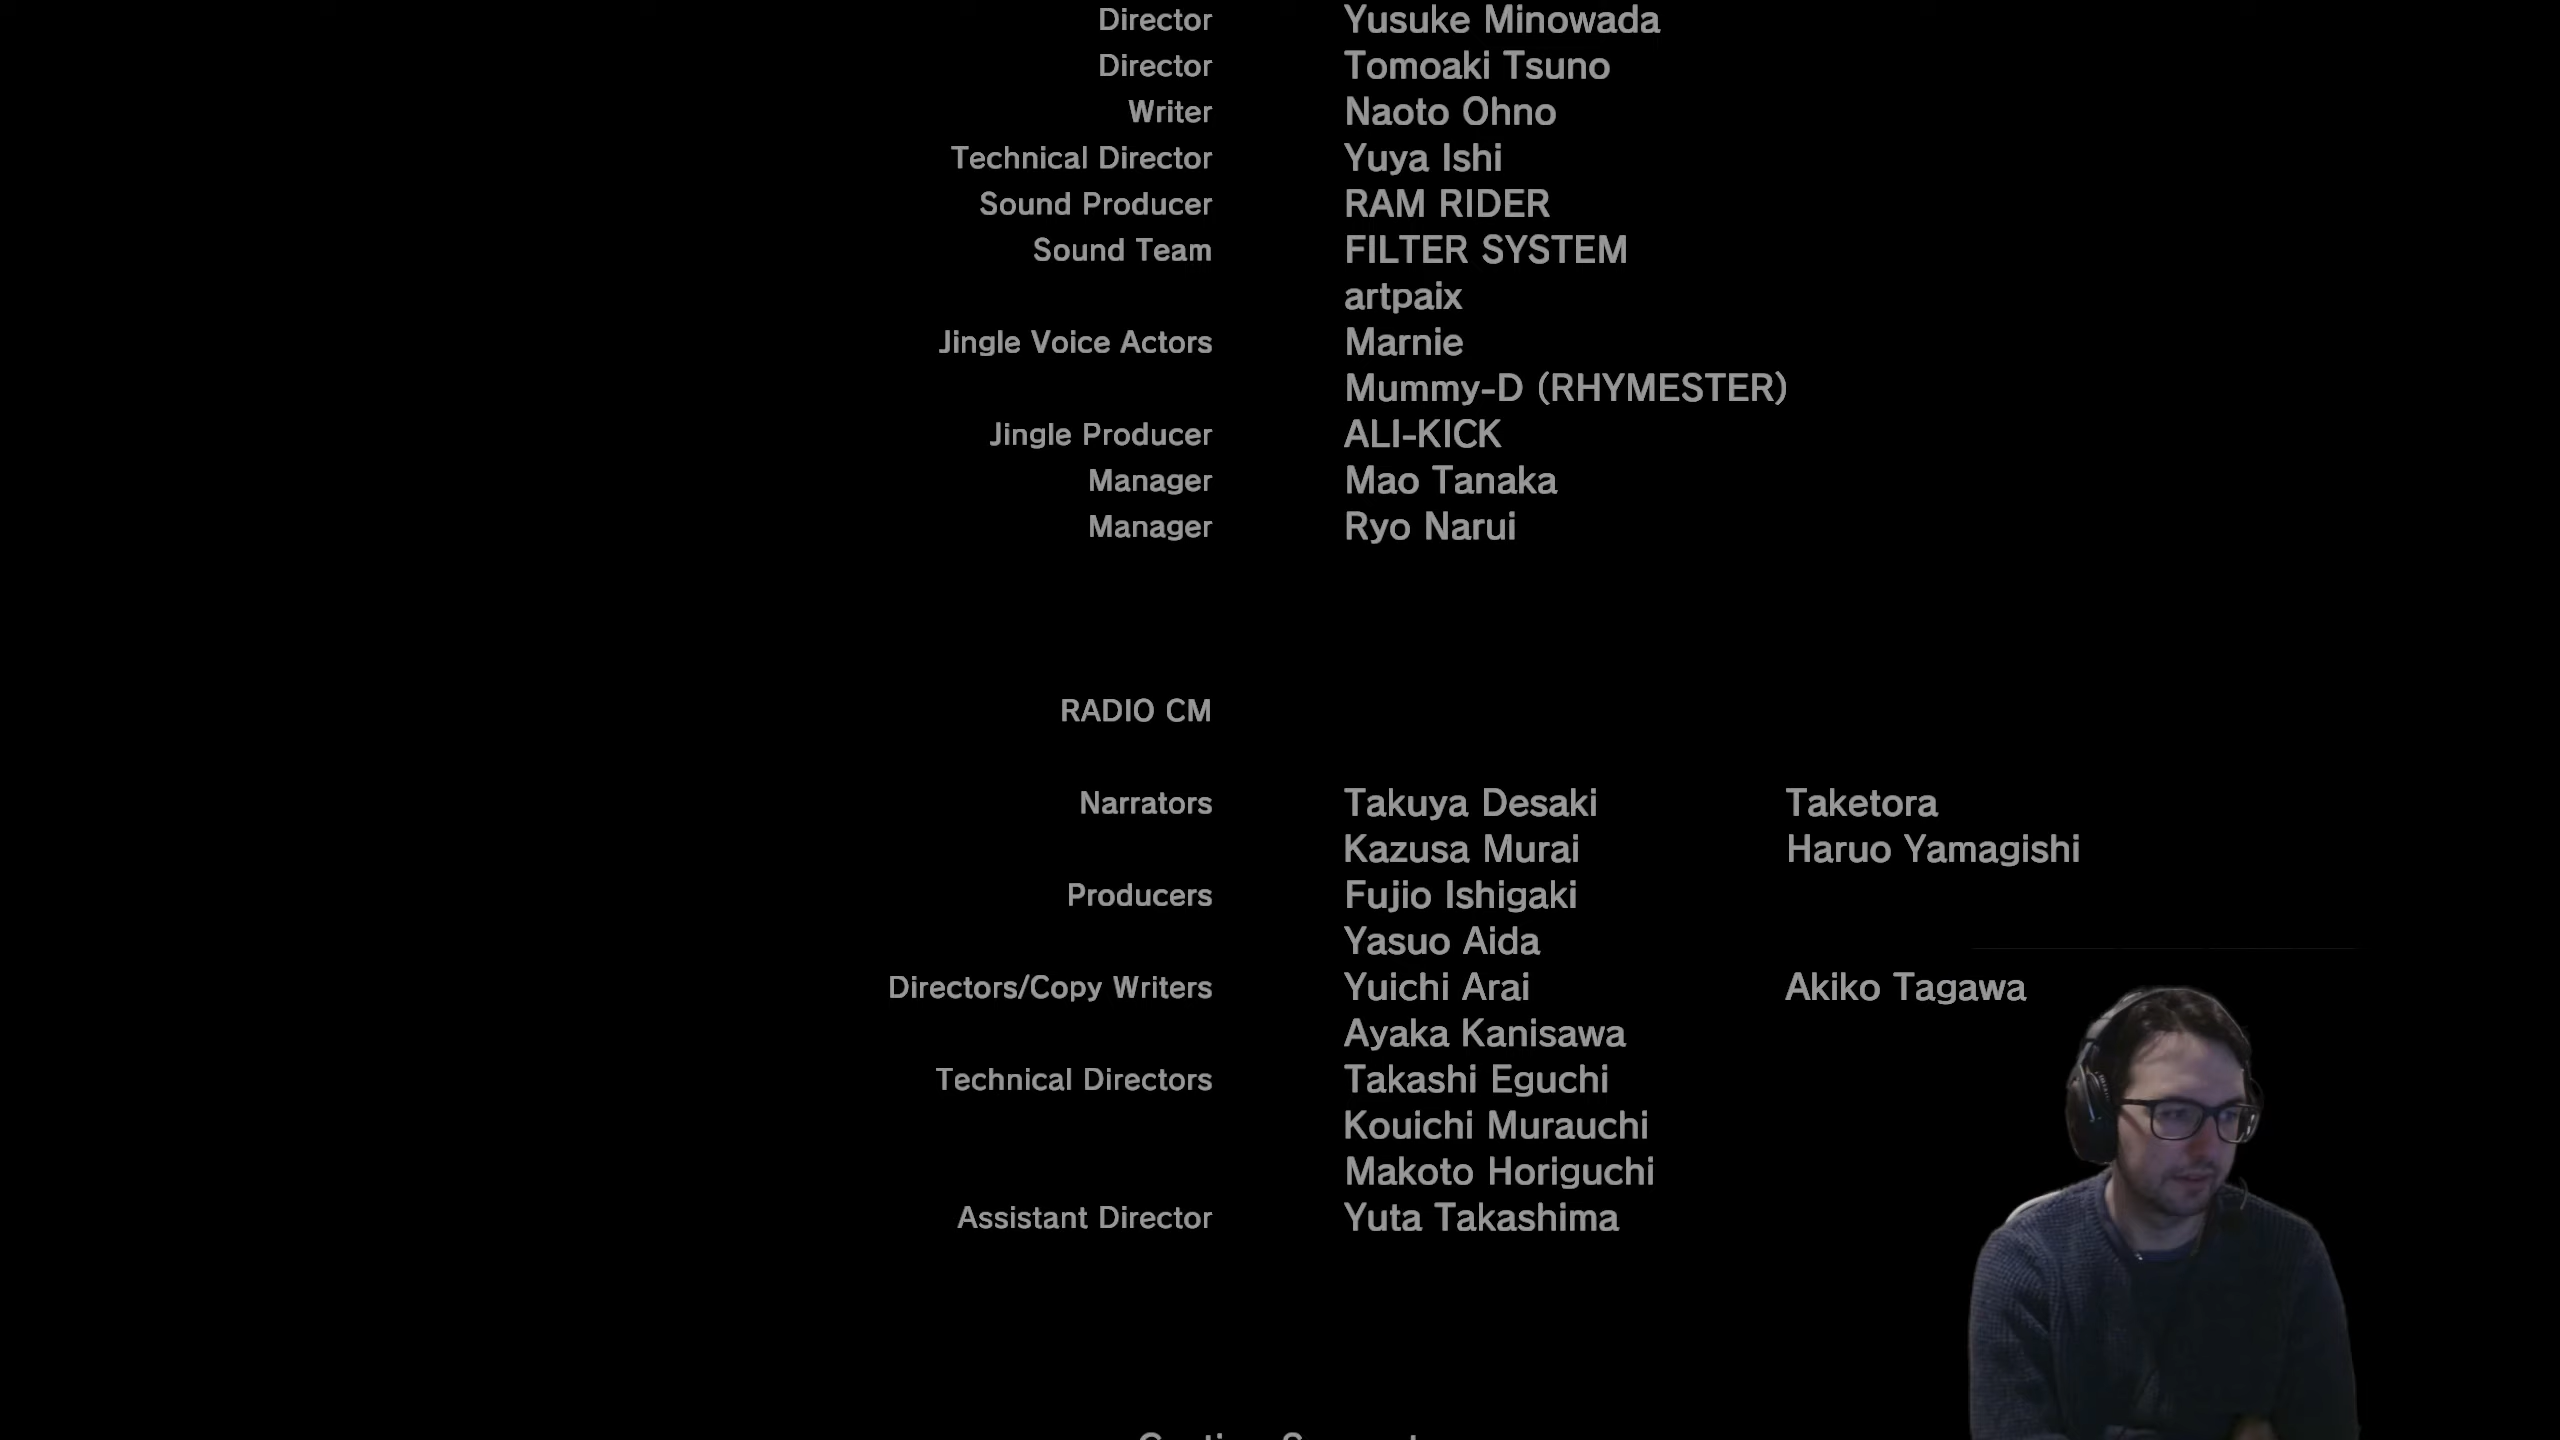 Director Yusuke Minowada
Director Tomoaki Tsuno
Writer Naoto Ohno
Technical Director Yuya Ishi
Sound Producer RAM RIDER
Sound Team FILTER SYSTEM
artpaix
Jingle Voice Actors Marnie
Mummy-D (RHYMESTER)
Jingle Producer ALI-KICK
Manager Mao Tanaka
Manager Ryo Narui
RADIO CM
Narrators Takuya Desaki Taketora
Kazusa Murai Haruo Yamagishi
Producers Fujio Ishigaki
Yasuo Aida
Directors/Copy Writers Yuichi Arai Akiko Tagawa
Ayaka Kanisawa
Technical Directors Takashi Eguchi
Kouichi Murauchi
Makoto Horiguchi
Assistant Director Yuta Takashima